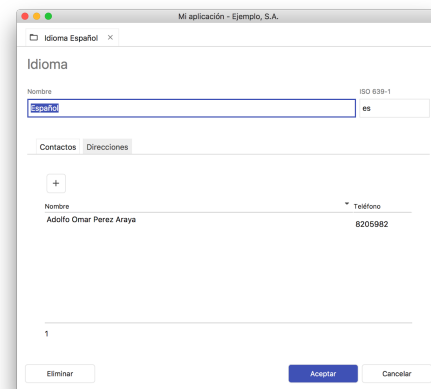 Mi aplicación - Ejemplo, S.A.
Idioma Español ×
Idioma
Nombre ISO 639-1
Español es
Contactos Direcciones
+
Nombre Teléfono
Adolfo Omar Perez Araya 8205982
1
Eliminar Aceptar Cancelar